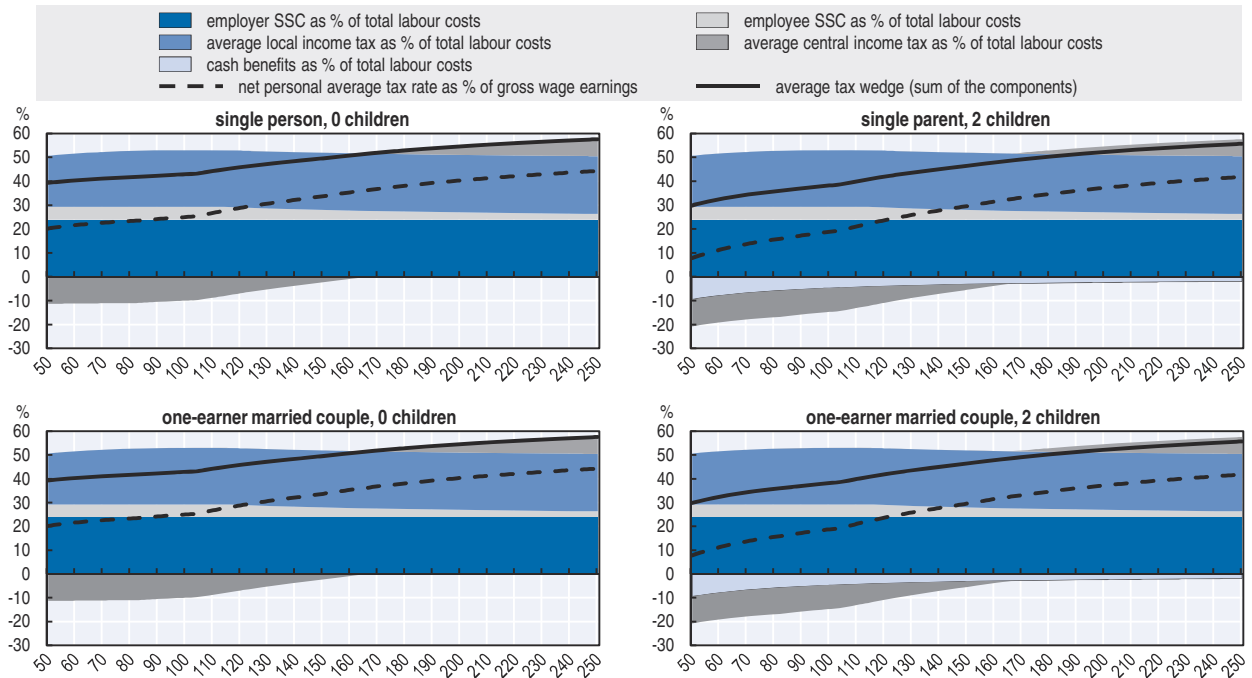 employer SSC as % of total labour costs
employee SSC as % of total labour costs
average local income tax as % of total labour costs
average central income tax as % of total labour costs
cash benefits as % of total labour costs
net personal average tax rate as % of gross wage earnings
average tax wedge (sum of the components)
%
single person, 0 children
60
50
40
30
20
10
0
-10
-20
-30
50 60 70 80 90 100 110 120 130 140 150 160 170 180 190 200 210 220 230 240 250
%
single parent, 2 children
60
50
40
30
20
10
0
-10
-20
-30
50 60 70 80 90 100 110 120 130 140 150 160 170 180 190 200 210 220 230 240 250
%
one-earner married couple, 0 children
60
50
40
30
20
10
0
-10
-20
-30
50 60 70 80 90 100 110 120 130 140 150 160 170 180 190 200 210 220 230 240 250
%
one-earner married couple, 2 children
60
50
40
30
20
10
0
-10
-20
-30
50 60 70 80 90 100 110 120 130 140 150 160 170 180 190 200 210 220 230 240 250